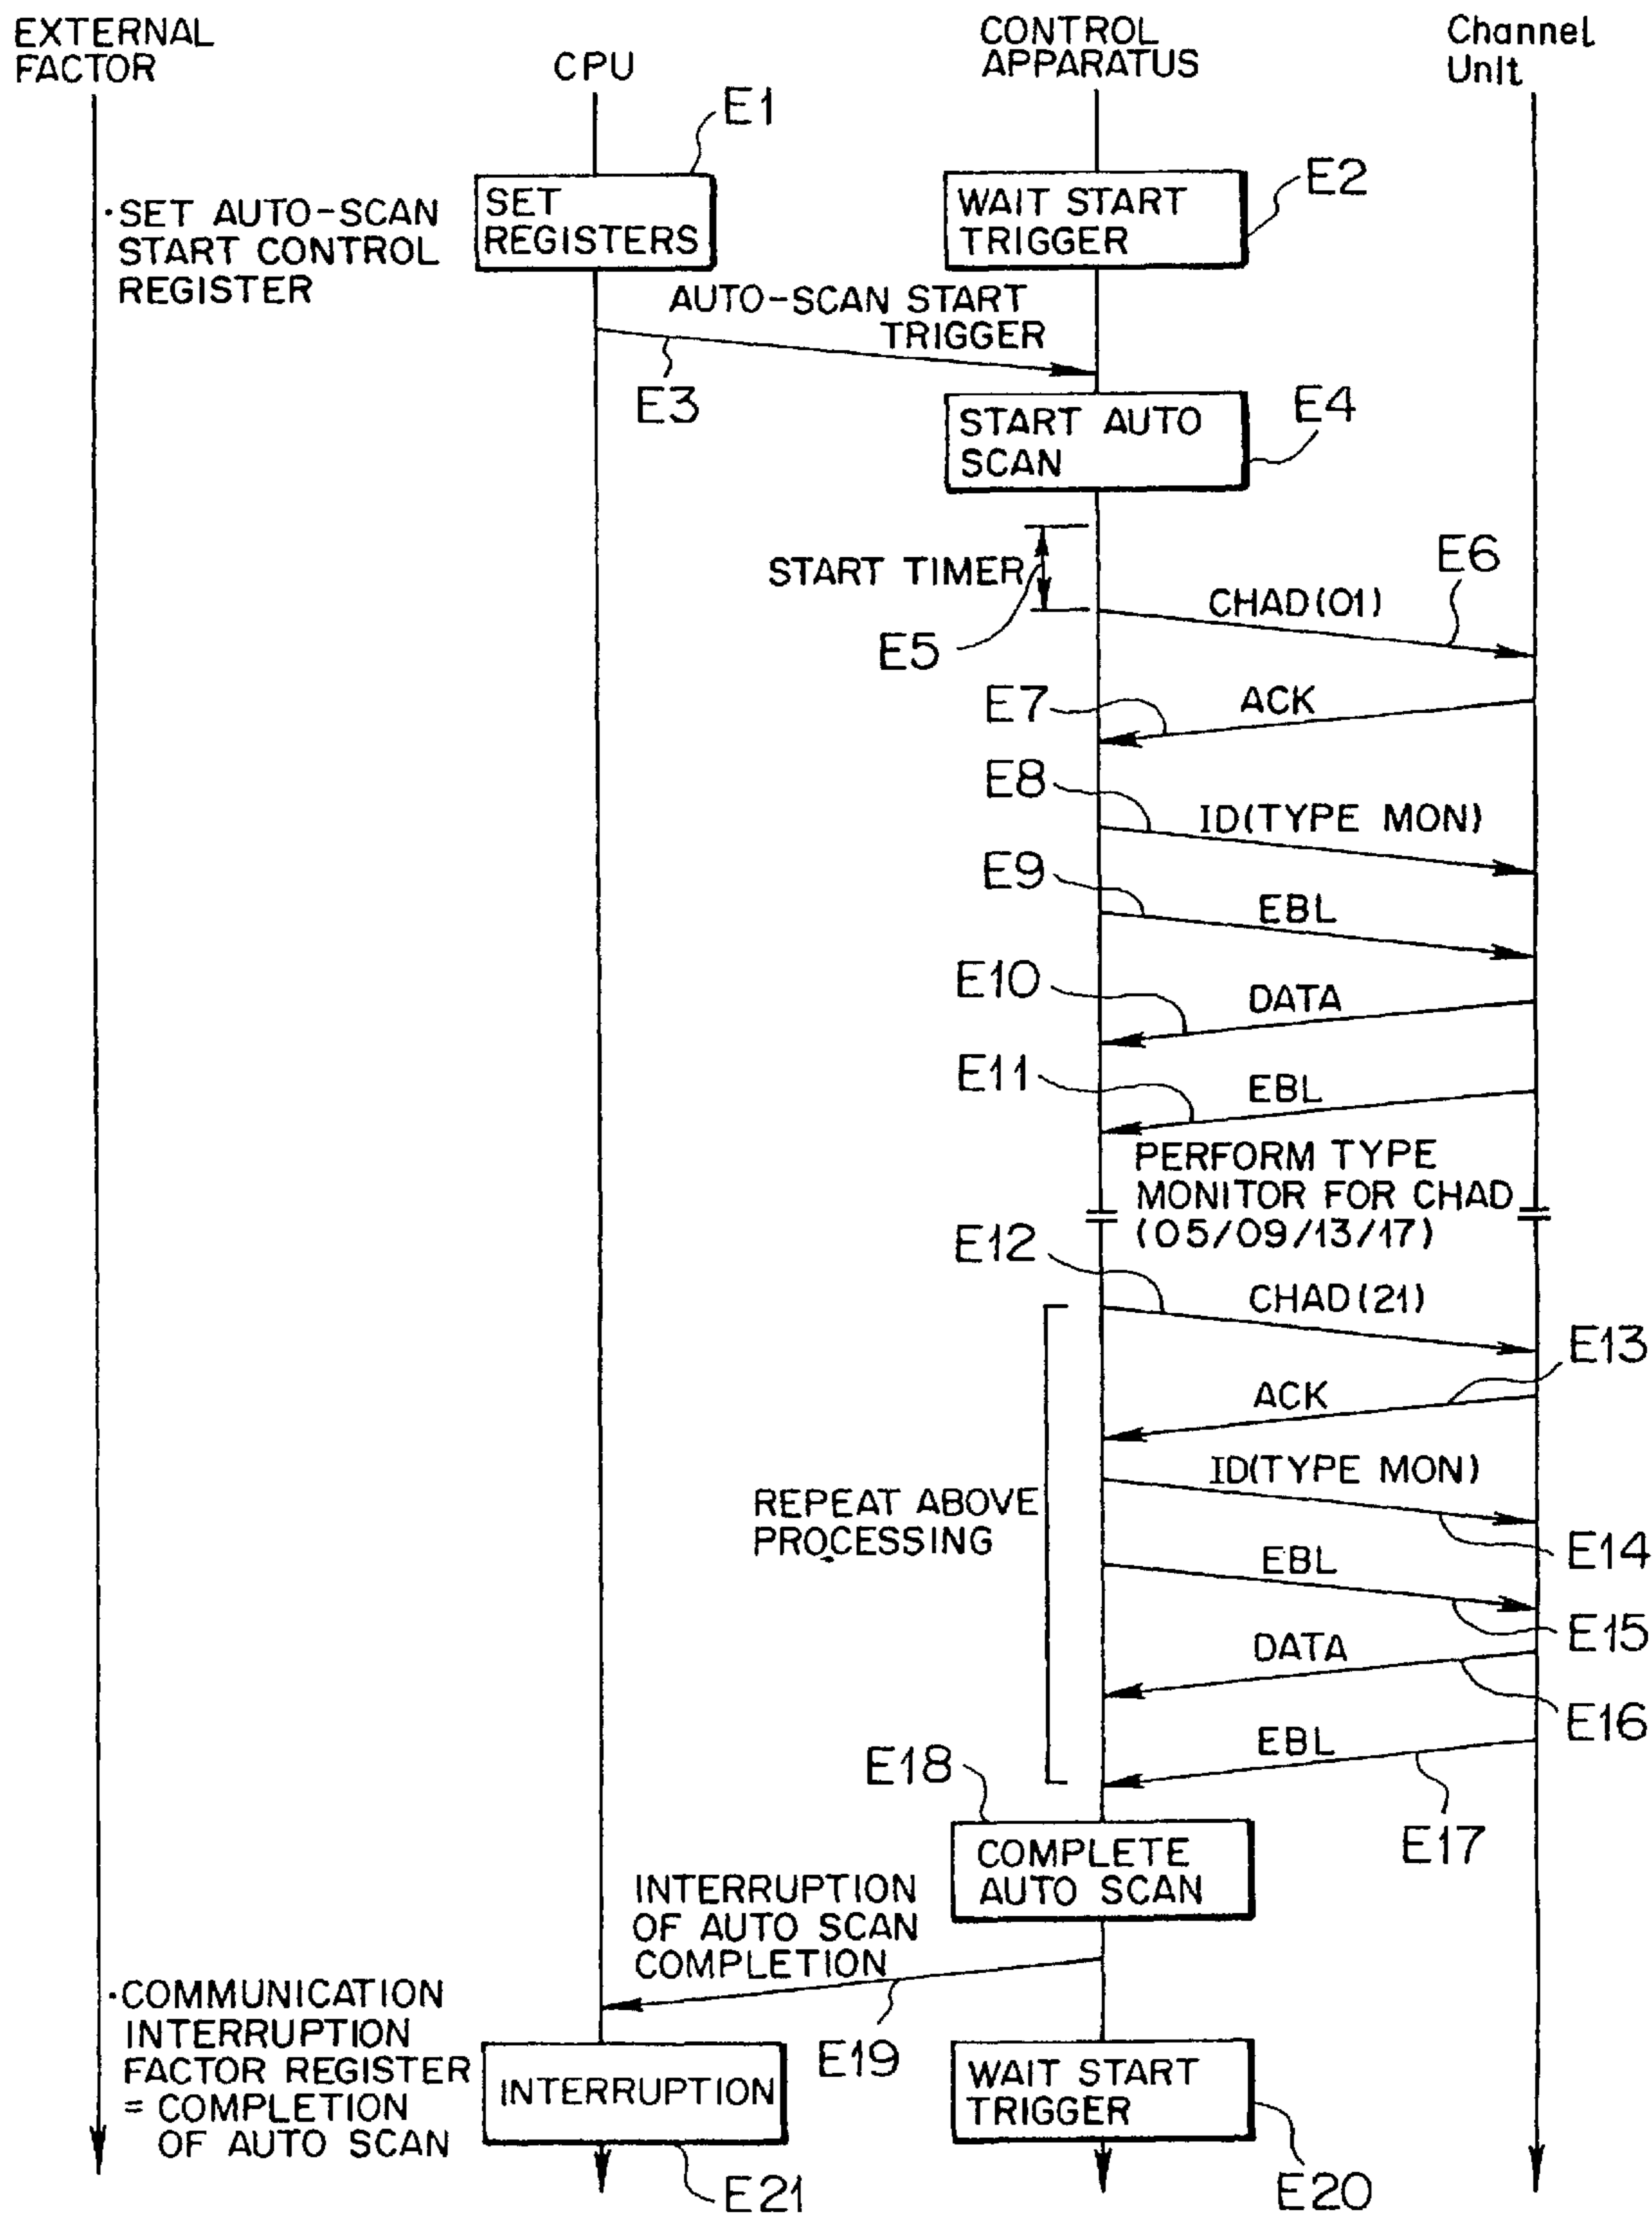 EXTERNAL
FACTOR
CPU
CONTROL
APPARATUS
Channel
Unit
E1
·SET AUTO-SCAN
START CONTROL
REGISTER
SET
REGISTERS
WAIT START
TRIGGER
E2
AUTO-SCAN START
TRIGGER
E3
START AUTO
SCAN
E4
START TIMER
E5
CHAD(01)
E6
E7
ACK
E8
ID(TYPE MON)
E9
EBL
E10
DATA
E11
EBL
PERFORM TYPE
MONITOR FOR CHAD
(05/09/13/17)
E12
CHAD(21)
E13
ACK
REPEAT ABOVE
PROCESSING
ID(TYPE MON)
E14
EBL
E15
DATA
E16
EBL
E17
E18
COMPLETE
AUTO SCAN
INTERRUPTION
OF AUTO SCAN
COMPLETION
E19
·COMMUNICATION
INTERRUPTION
FACTOR REGISTER
= COMPLETION
OF AUTO SCAN
INTERRUPTION
E21
WAIT START
TRIGGER
E20